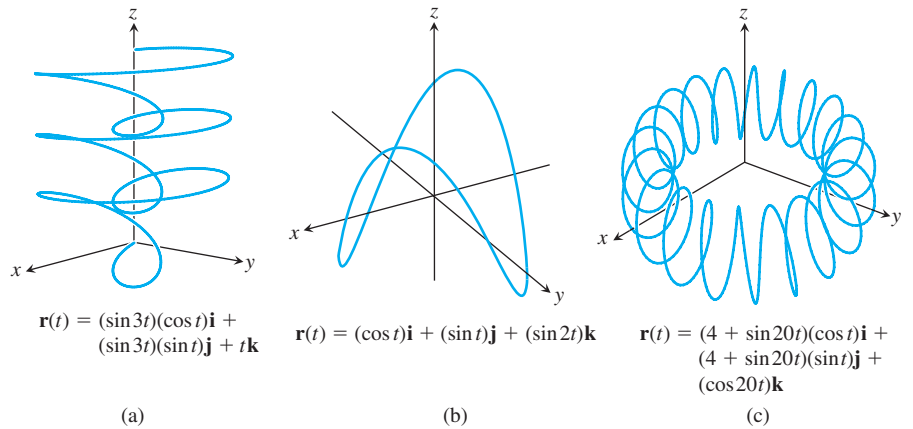 z
x
y
r(t) = (sin 3t)(cos t)i +
(sin 3t)(sin t)j + tk
(a)
z
x
y
r(t) = (cos t)i + (sin t)j + (sin 2t)k
(b)
z
x
y
r(t) = (4 + sin 20t)(cos t)i +
(4 + sin 20t)(sin t)j +
(cos 20t)k
(c)